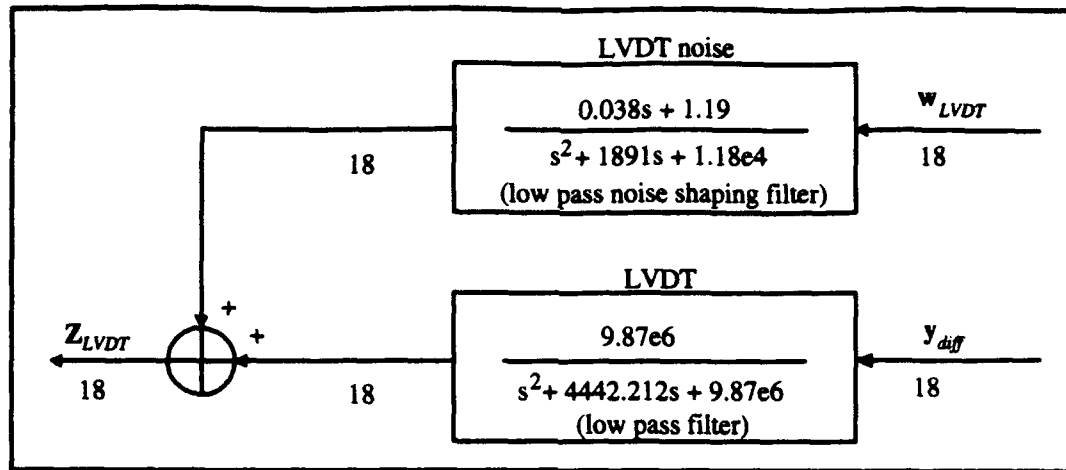 LVDT noise
0.038s + 1.19
s² + 1891s + 1.18e4
(low pass noise shaping filter)
w_LVDT
18
18
LVDT
9.87e6
s² + 4442.212s + 9.87e6
(low pass filter)
y_diff
18
18
+
+
Z_LVDT
18